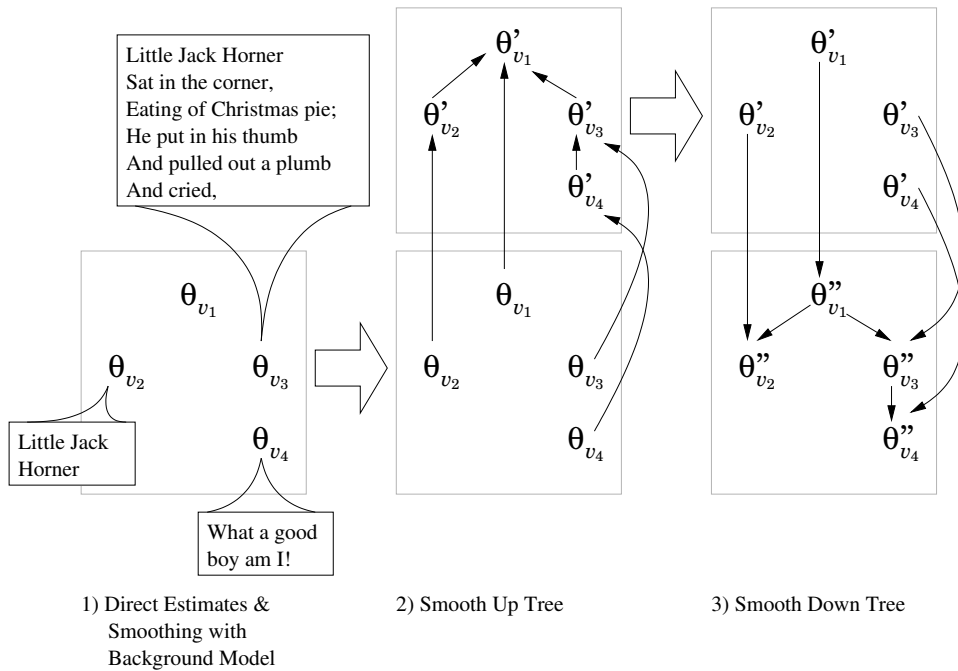 Little Jack Horner
Sat in the corner,
Eating of Christmas pie;
He put in his thumb
And pulled out a plumb
And cried,
θv1
θv2
θv3
θv4
Little Jack
Horner
What a good
boy am I!
1) Direct Estimates &
Smoothing with
Background Model
θ'v1
θ'v2
θ'v3
θ'v4
θv1
θv2
θv3
θv4
2) Smooth Up Tree
θ'v1
θ'v2
θ'v3
θ'v4
θ''v1
θ''v2
θ''v3
θ''v4
3) Smooth Down Tree